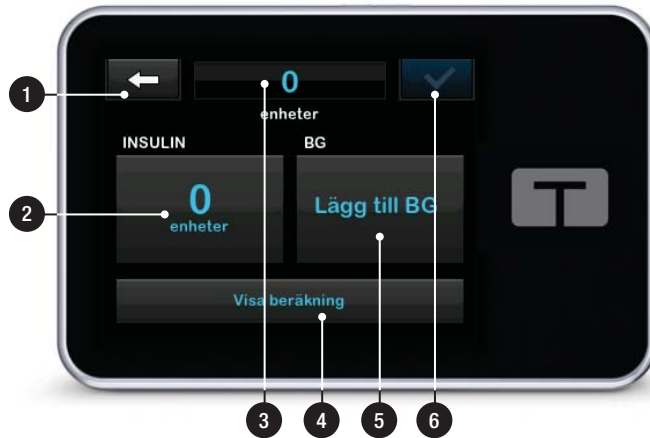 0
enheter
INSULIN
BG
0
enheter
Lägg till BG
Visa beräkning
T
1
2
3
4
5
6